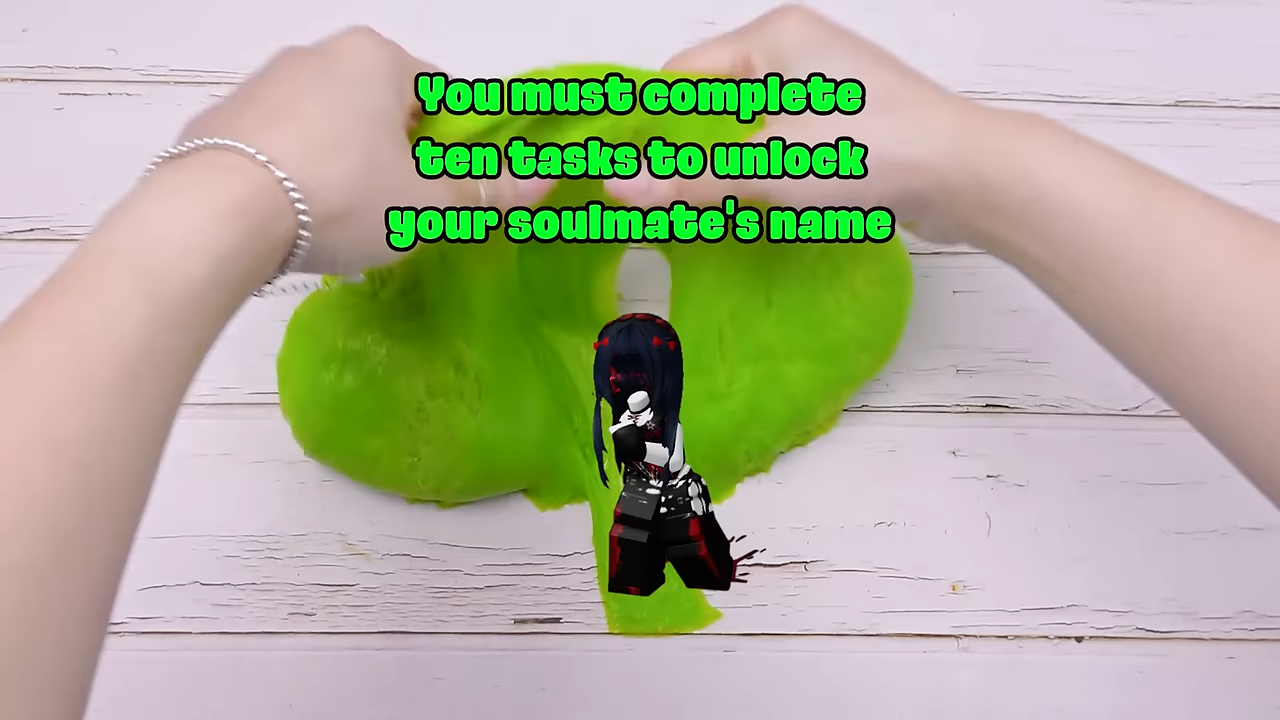 You must complete
ten tasks to unlock
your soulmate's name